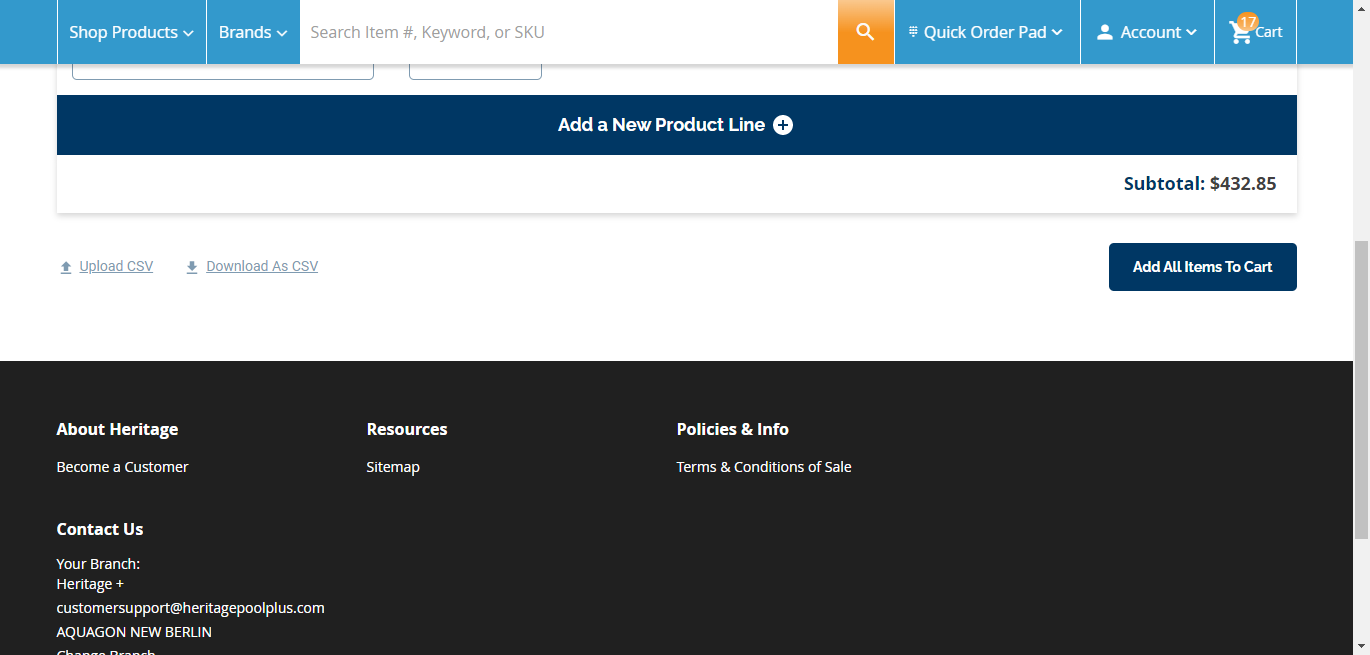 Shop Products
Brands
Search Item #, Keyword, or SKU
Quick Order Pad
Account
17
Cart
Add a New Product Line
Subtotal: $432.85
Upload CSV
Download As CSV
Add All Items To Cart
About Heritage
Resources
Policies & Info
Become a Customer
Sitemap
Terms & Conditions of Sale
Contact Us
Your Branch:
Heritage +
customersupport@heritagepoolplus.com
AQUAGON NEW BERLIN
Change Branch